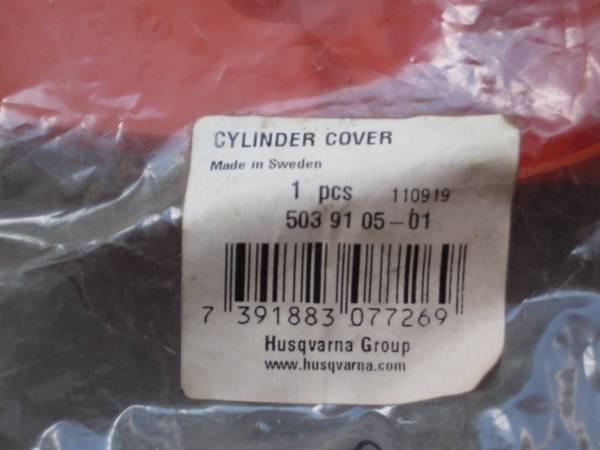 CYLINDER COVER
Made in Sweden
1 pcs 110919
503 91 05-01
7 391883 077269
Husqvarna Group
www.husqvarna.com